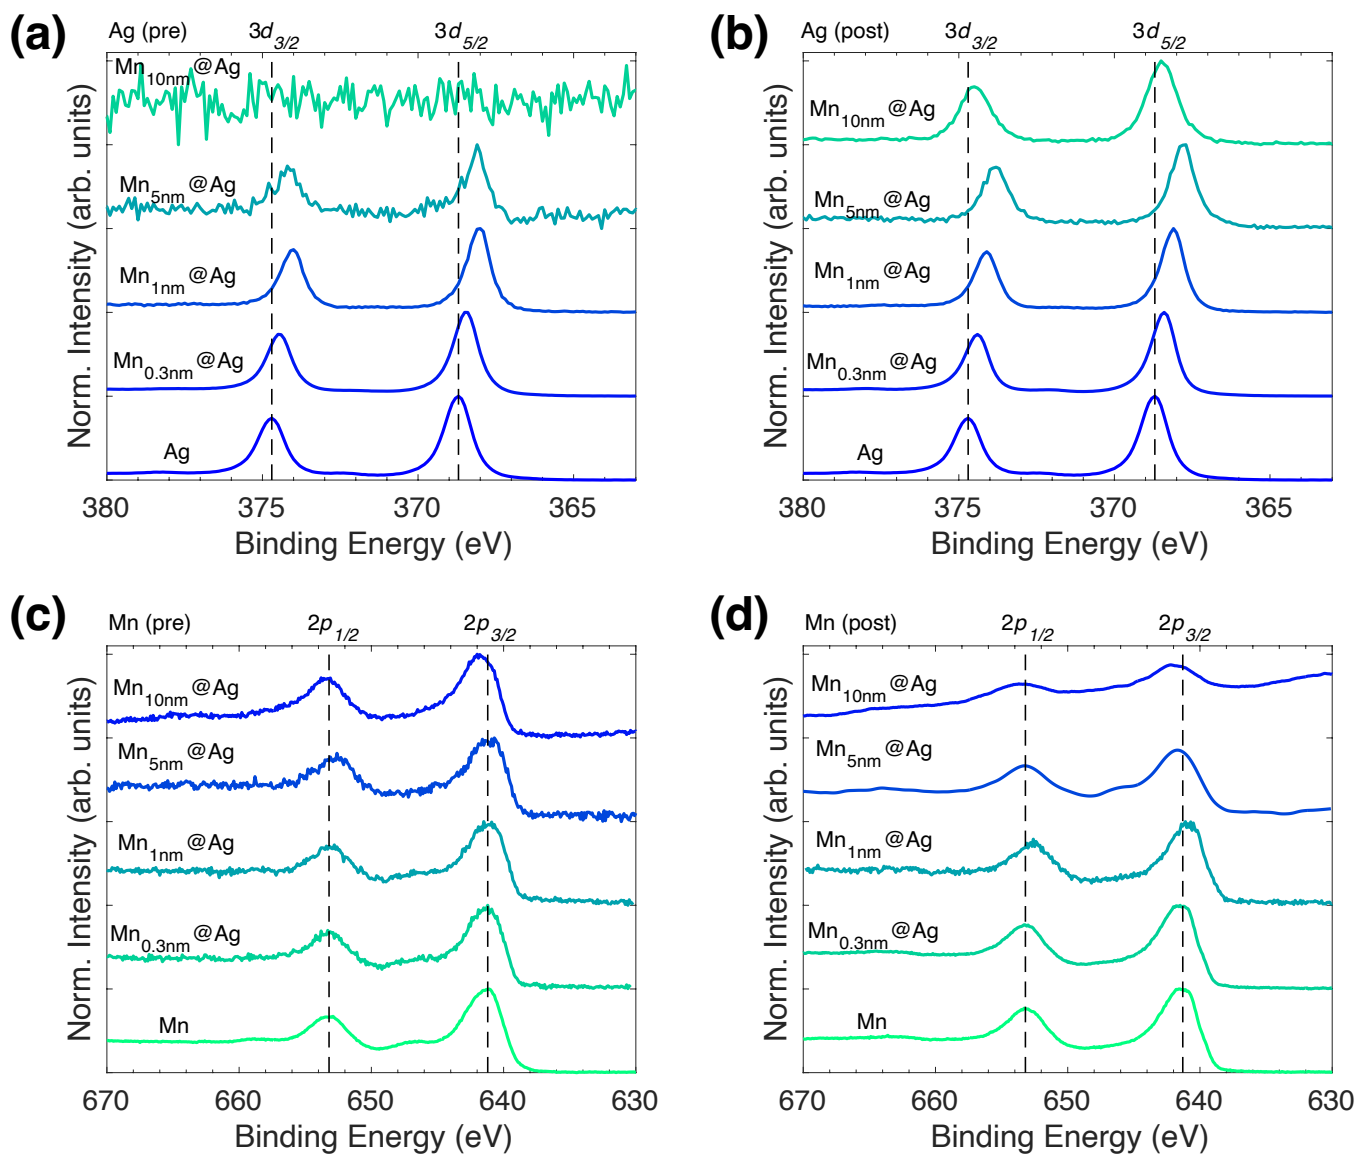 (a)
Ag (pre) 3d3/2 3d5/2
Norm. Intensity (arb. units)
Mn10nm@Ag
Mn5nm@Ag
Mn1nm@Ag
Mn0.3nm@Ag
Ag
380 375 370 365
Binding Energy (eV)
(b)
Ag (post) 3d3/2 3d5/2
Norm. Intensity (arb. units)
Mn10nm@Ag
Mn5nm@Ag
Mn1nm@Ag
Mn0.3nm@Ag
Ag
380 375 370 365
Binding Energy (eV)
(c)
Mn (pre) 2p1/2 2p3/2
Norm. Intensity (arb. units)
Mn10nm@Ag
Mn5nm@Ag
Mn1nm@Ag
Mn0.3nm@Ag
Mn
670 660 650 640 630
Binding Energy (eV)
(d)
Mn (post) 2p1/2 2p3/2
Norm. Intensity (arb. units)
Mn10nm@Ag
Mn5nm@Ag
Mn1nm@Ag
Mn0.3nm@Ag
Mn
670 660 650 640 630
Binding Energy (eV)